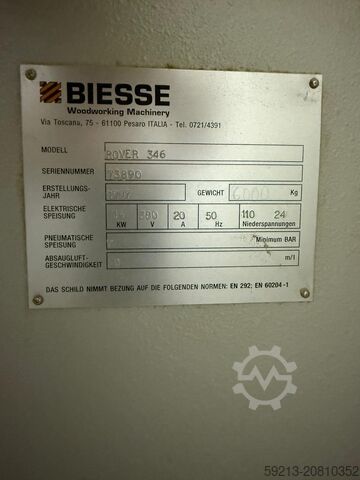 BIESSE
Woodworking Machinery
Via Toscana, 75 - 61100 Pesaro ITALIA - Tel. 0721/4391
MODELL ROVER 346
SERIENNUMMER 73890
ERSTELLUNGS-
JAHR GEWICHT 6000 Kg
ELEKTRISCHE
SPEISUNG 380 20 50 110 24
KW V A Hz Niederspannungen
PNEUMATISCHE
SPEISUNG Minimum BAR
ABSAUGLUFT-
GESCHWINDIGKEIT m/l
DAS SCHILD NIMMT BEZUG AUF DIE FOLGENDEN NORMEN: EN 292; EN 60204-1
59213-20810352